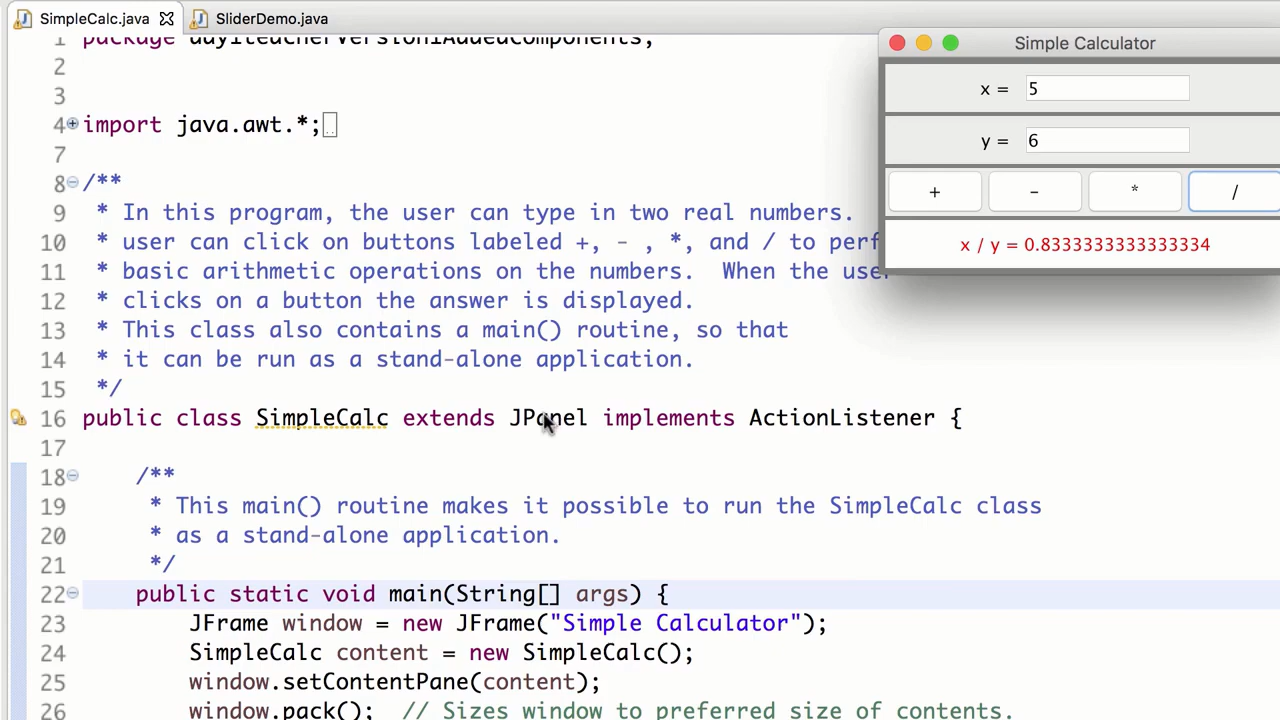 SimpleCalc.java
SliderDemo.java
1 package day1teacherVersion1AddedComponents;
2
3
4 import java.awt.*;
7
8 /**
9 * In this program, the user can type in two real numbers.
10 * user can click on buttons labeled +, - , *, and / to perf
11 * basic arithmetic operations on the numbers.  When the user
12 * clicks on a button the answer is displayed.
13 * This class also contains a main() routine, so that
14 * it can be run as a stand-alone application.
15 */
16 public class SimpleCalc extends JPanel implements ActionListener {
17
18 /**
19 * This main() routine makes it possible to run the SimpleCalc class
20 * as a stand-alone application.
21 */
22 public static void main(String[] args) {
23 JFrame window = new JFrame("Simple Calculator");
24 SimpleCalc content = new SimpleCalc();
25 window.setContentPane(content);
26 window.pack();  // Sizes window to preferred size of contents.
Simple Calculator
x = 5
y = 6
+ - * /
x / y = 0.8333333333333334